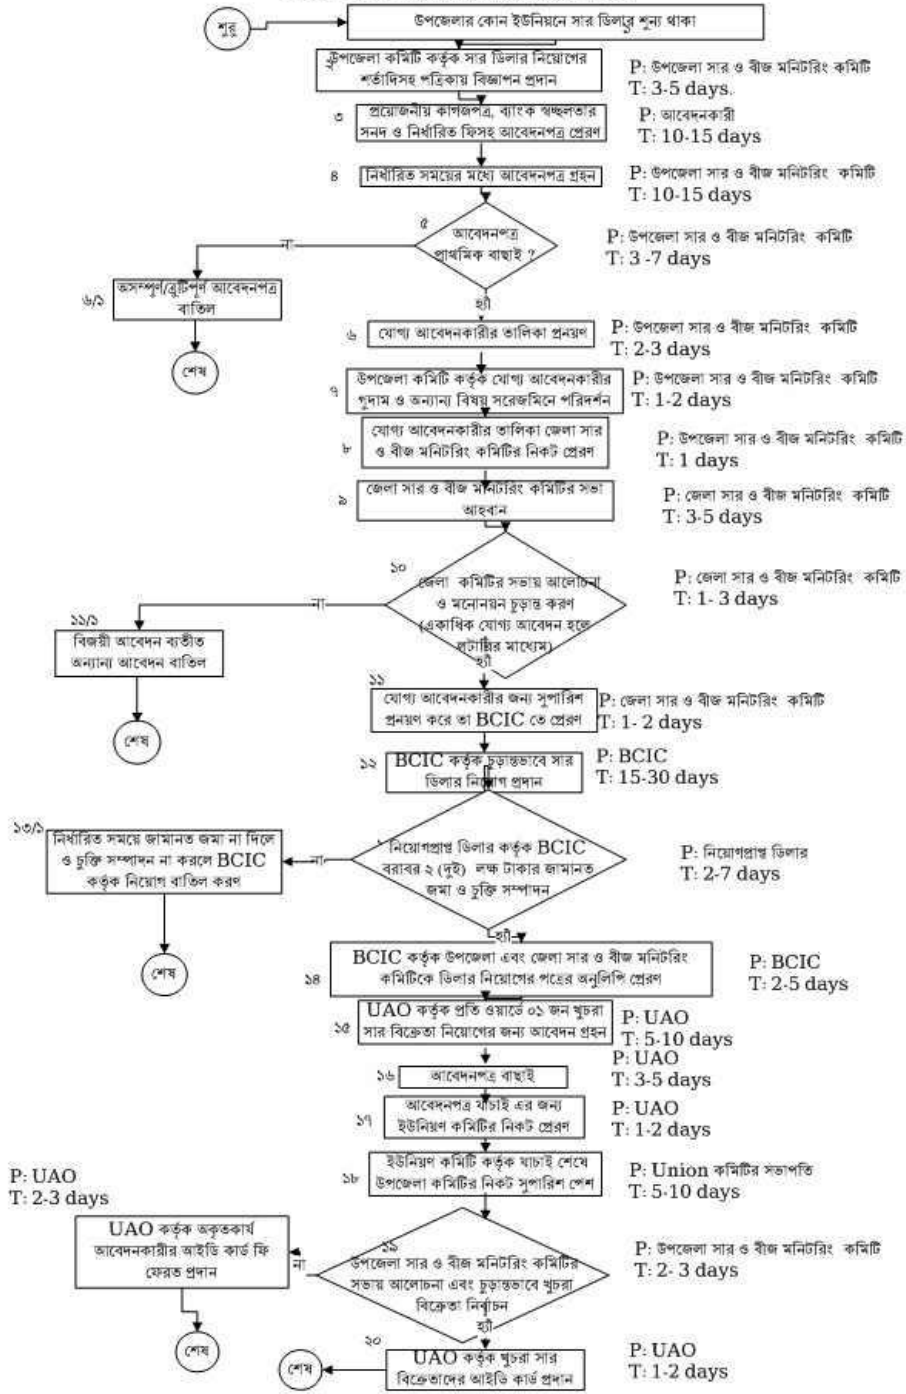 শুরু
উপজেলার কোন ইউনিয়নে সার ডিলার শূন্য থাকা
উপজেলা কমিটি কর্তৃক সার ডিলার নিয়োগের
শর্তাদিসহ পত্রিকায় বিজ্ঞাপন প্রদান
P: উপজেলা সার ও বীজ মনিটরিং কমিটি
T: 3-5 days.
৩
প্রয়োজনীয় কাগজপত্র, ব্যাংক স্বচ্ছলতার
সনদ ও নির্ধারিত ফিসহ আবেদনপত্র প্রেরণ
P: আবেদনকারী
T: 10-15 days
৪
নির্ধারিত সময়ের মধ্যে আবেদনপত্র গ্রহন
P: উপজেলা সার ও বীজ মনিটরিং কমিটি
T: 10-15 days
৫
আবেদনপত্র
প্রাথমিক বাছাই ?
P: উপজেলা সার ও বীজ মনিটরিং কমিটি
T: 3 -7 days
না
হ্যাঁ
৬/১
অসম্পূর্ণ/ত্রুটিপূর্ণ আবেদনপত্র
বাতিল
শেষ
৬
যোগ্য আবেদনকারীর তালিকা প্রনয়ণ
P: উপজেলা সার ও বীজ মনিটরিং কমিটি
T: 2-3 days
৭
উপজেলা কমিটি কর্তৃক যোগ্য আবেদনকারীর
গুদাম ও অন্যান্য বিষয় সরেজমিনে পরিদর্শন
P: উপজেলা সার ও বীজ মনিটরিং কমিটি
T: 1-2 days
৮
যোগ্য আবেদনকারীর তালিকা জেলা সার
ও বীজ মনিটরিং কমিটির নিকট প্রেরণ
P: উপজেলা সার ও বীজ মনিটরিং কমিটি
T: 1 days
৯
জেলা সার ও বীজ মনিটরিং কমিটির সভা
আহবান
P: জেলা সার ও বীজ মনিটরিং কমিটি
T: 3-5 days
১০
জেলা কমিটির সভায় আলোচনা
ও মনোনয়ন চূড়ান্ত করণ
(একাধিক যোগ্য আবেদন হলে
লটারির মাধ্যেম)
P: জেলা সার ও বীজ মনিটরিং কমিটি
T: 1- 3 days
না
হ্যাঁ
১১/১
বিজয়ী আবেদন ব্যতীত
অন্যান্য আবেদন বাতিল
শেষ
১১
যোগ্য আবেদনকারীর জন্য সুপারিশ
প্রনয়ণ করে তা BCIC তে প্রেরণ
P: জেলা সার ও বীজ মনিটরিং কমিটি
T: 1- 2 days
১২
BCIC কর্তৃক চূড়ান্তভাবে সার
ডিলার নিয়োগ প্রদান
P: BCIC
T: 15-30 days
নিয়োগপ্রাপ্ত ডিলার কর্তৃক BCIC
বরাবর ২ (দুই) লক্ষ টাকার জামানত
জমা ও চুক্তি সম্পাদন
P: নিয়োগপ্রাপ্ত ডিলার
T: 2-7 days
না
হ্যাঁ
১৩/১
নির্ধারিত সময়ে জামানত জমা না দিলে
ও চুক্তি সম্পাদন না করলে BCIC
কর্তৃক নিয়োগ বাতিল করণ
শেষ
১৪
BCIC কর্তৃক উপজেলা এবং জেলা সার ও বীজ মনিটরিং
কমিটিকে ডিলার নিয়োগের পত্রের অনুলিপি প্রেরণ
P: BCIC
T: 2-5 days
১৫
UAO কর্তৃক প্রতি ওয়ার্ডে ০১ জন খুচরা
সার বিক্রেতা নিয়োগের জন্য আবেদন গ্রহন
P: UAO
T: 5-10 days
১৬
আবেদনপত্র বাছাই
P: UAO
T: 3-5 days
১৭
আবেদনপত্র যাচাই এর জন্য
ইউনিয়ণ কমিটির নিকট প্রেরণ
P: UAO
T: 1-2 days
১৮
ইউনিয়ণ কমিটি কর্তৃক যাচাই শেষে
উপজেলা কমিটির নিকট সুপারিশ পেশ
P: Union কমিটির সভাপতি
T: 5-10 days
P: UAO
T: 2-3 days
UAO কর্তৃক অকৃতকার্য
আবেদনকারীর আইডি কার্ড ফি
ফেরত প্রদান
শেষ
না
১৯
উপজেলা সার ও বীজ মনিটরিং কমিটির
সভায় আলোচনা এবং চূড়ান্তভাবে খুচরা
বিক্রেতা নির্বাচন
হ্যাঁ
P: উপজেলা সার ও বীজ মনিটরিং কমিটি
T: 2- 3 days
২০
UAO কর্তৃক খুচরা সার
বিক্রেতাদের আইডি কার্ড প্রদান
শেষ
P: UAO
T: 1-2 days